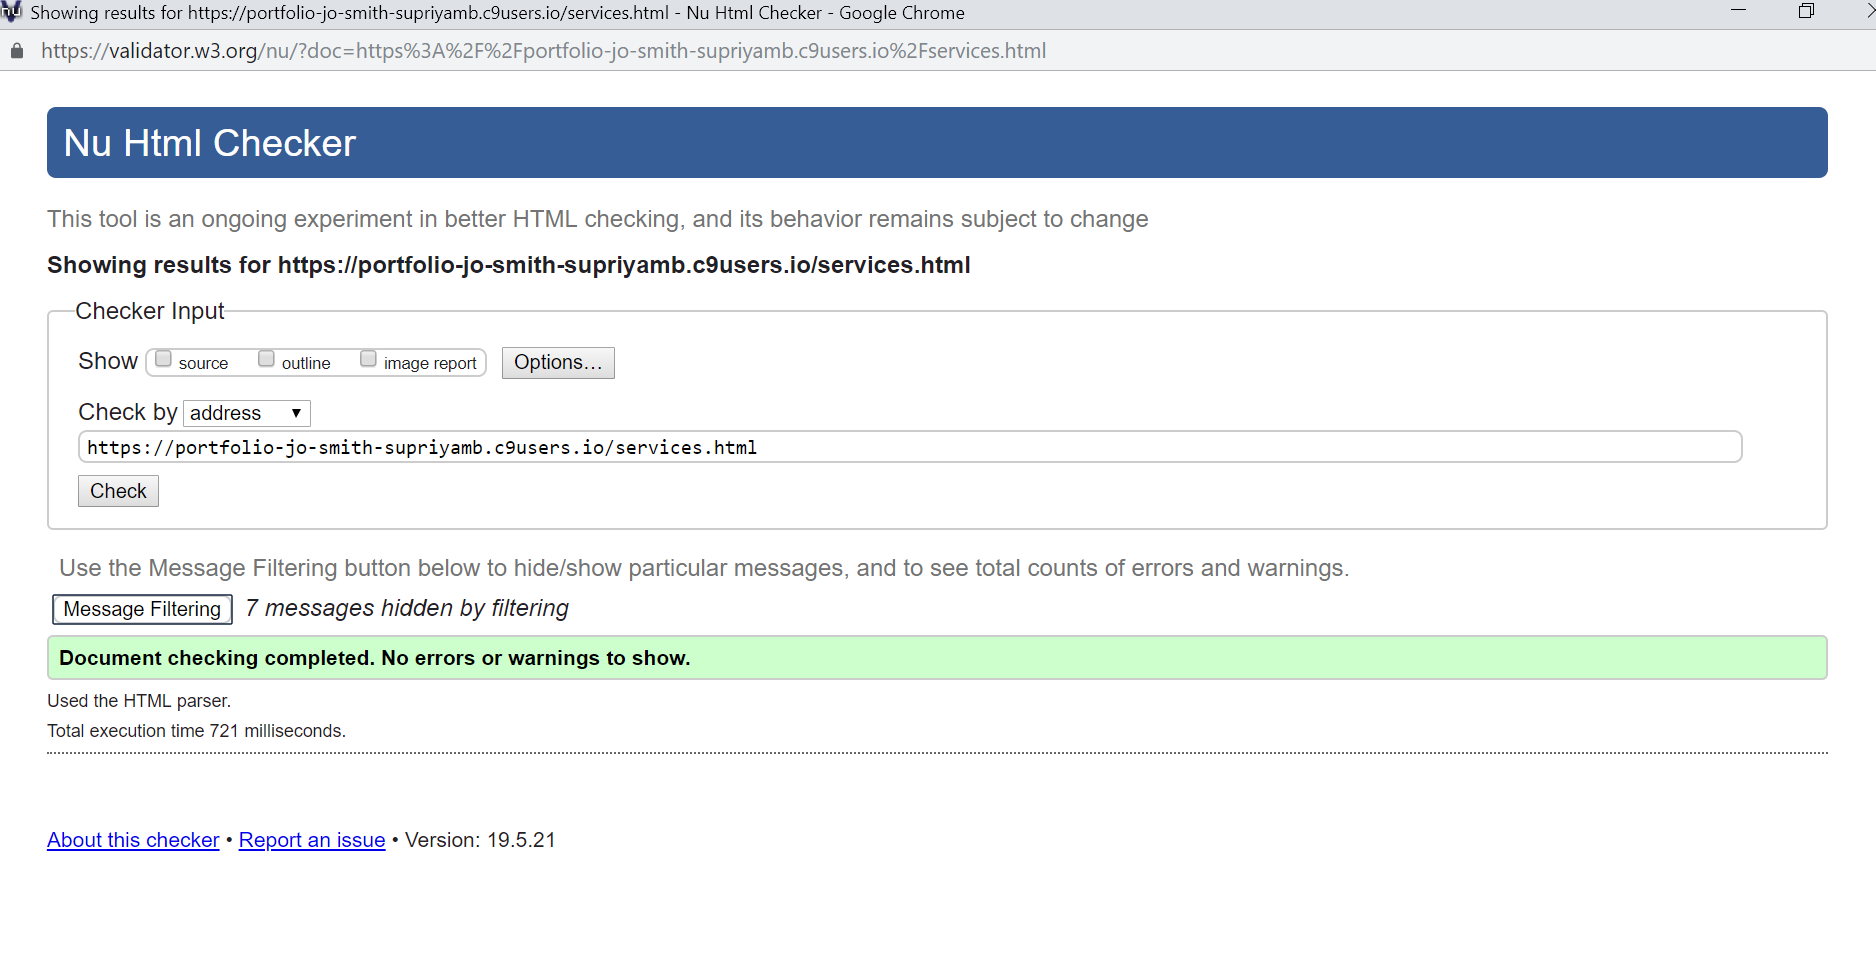 Showing results for https://portfolio-jo-smith-supriyamb.c9users.io/services.html - Nu Html Checker - Google Chrome
https://validator.w3.org/nu/?doc=https%3A%2F%2Fportfolio-jo-smith-supriyamb.c9users.io%2Fservices.html
Nu Html Checker
This tool is an ongoing experiment in better HTML checking, and its behavior remains subject to change
Showing results for https://portfolio-jo-smith-supriyamb.c9users.io/services.html
Checker Input
Show source outline image report Options...
Check by address
https://portfolio-jo-smith-supriyamb.c9users.io/services.html
Check
Use the Message Filtering button below to hide/show particular messages, and to see total counts of errors and warnings.
Message Filtering 7 messages hidden by filtering
Document checking completed. No errors or warnings to show.
Used the HTML parser.
Total execution time 721 milliseconds.
About this checker • Report an issue • Version: 19.5.21